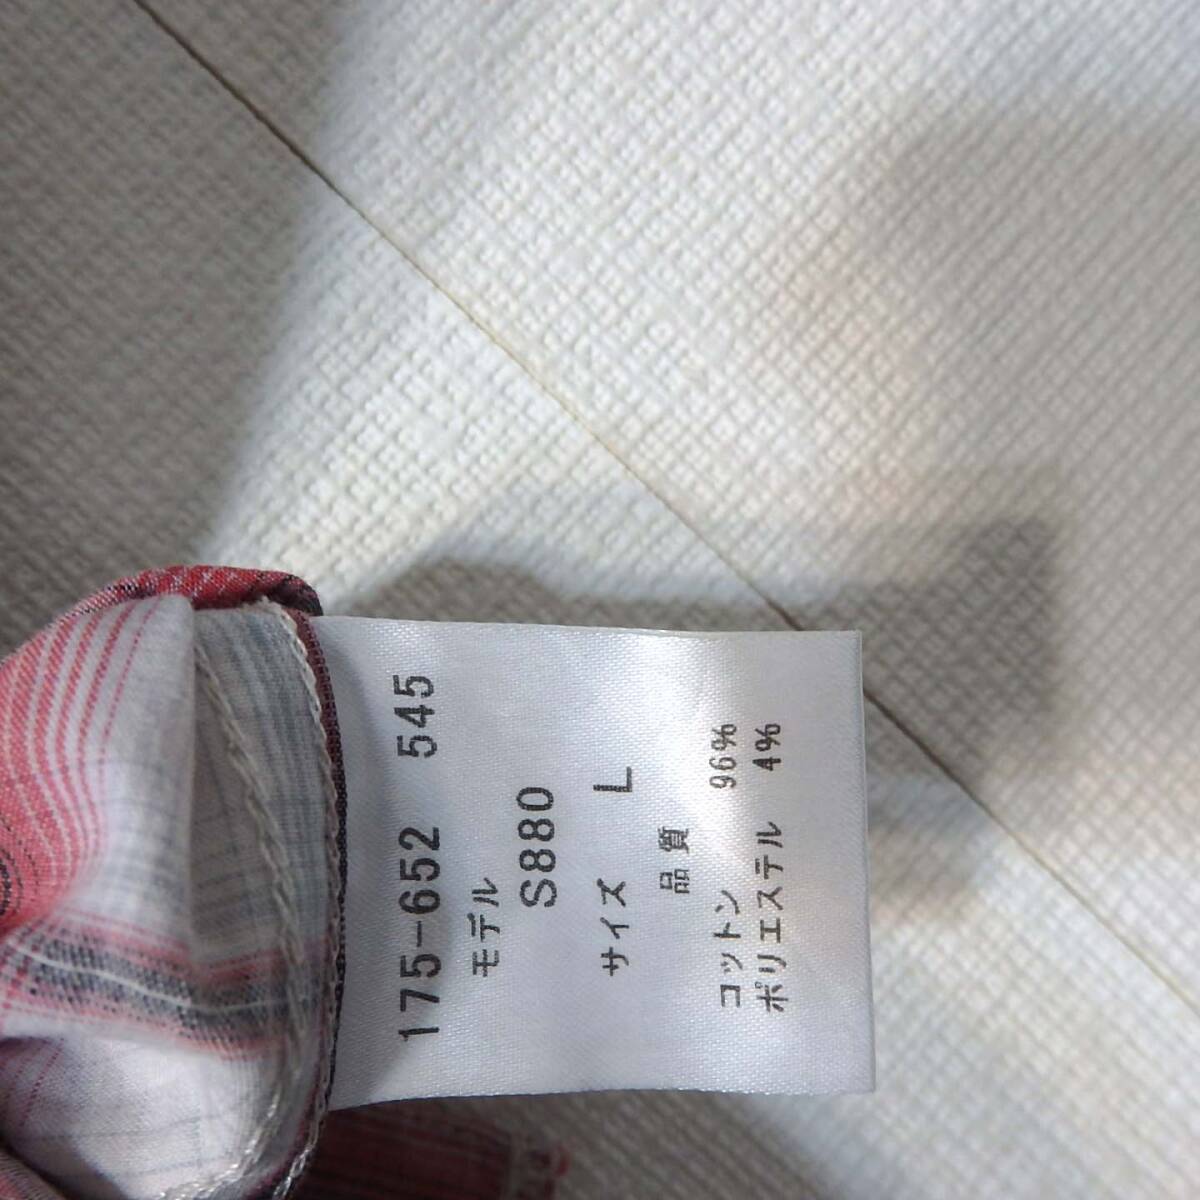 175-652 545
モデル
S880
サイズ L
品質
コットン 96%
ポリエステル 4%